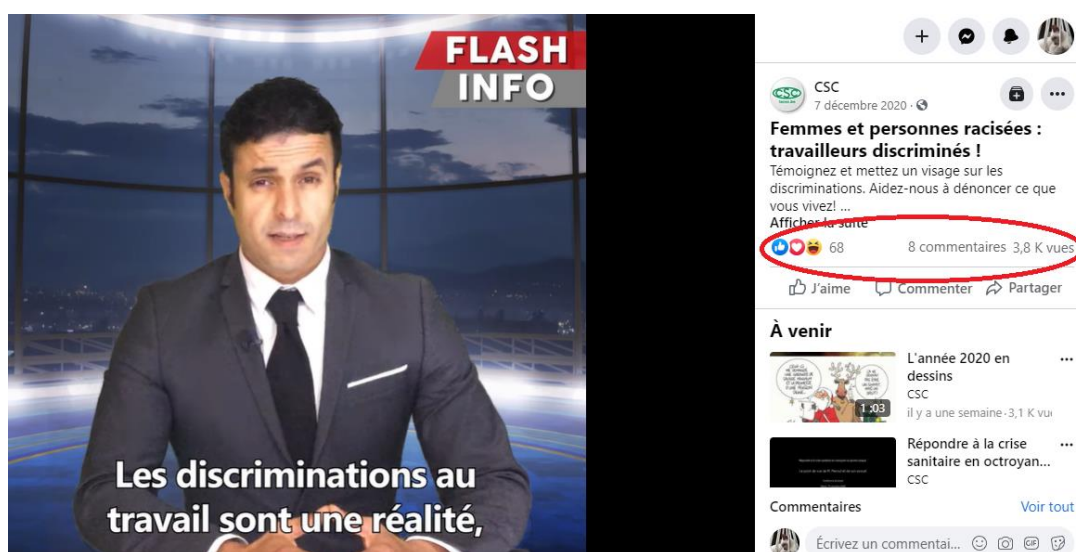 FLASH
INFO
Les discriminations au
travail sont une réalité,
CSC
7 décembre 2020
Femmes et personnes racisées :
travailleurs discriminés !
Témoignez et mettez un visage sur les
discriminations. Aidez-nous à dénoncer ce que
vous vivez! ...
Afficher la suite
68 8 commentaires 3,8 K vues
J'aime Commenter Partager
À venir
L'année 2020 en
dessins
CSC
il y a une semaine · 3,1 K vu
1:03
Répondre à la crise
sanitaire en octroyan...
CSC
Commentaires Voir tout
Écrivez un commentai... GIF